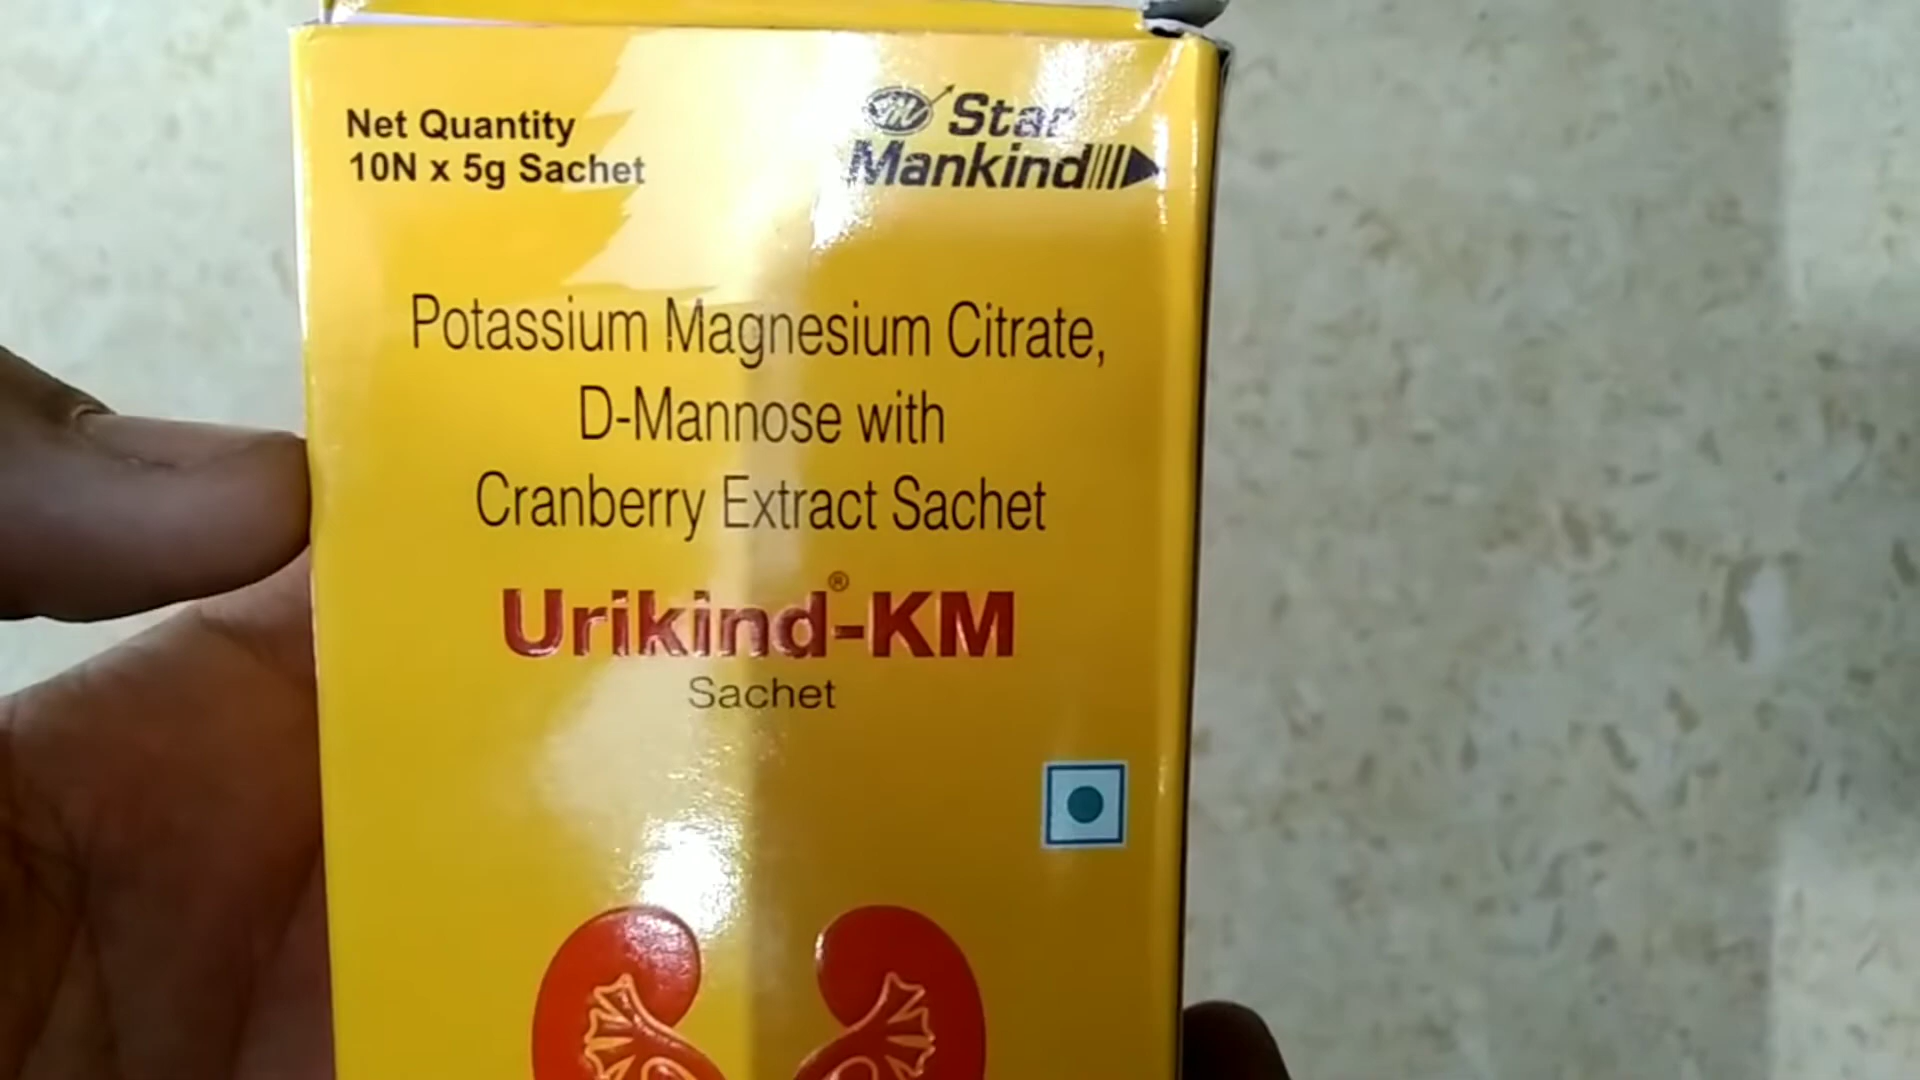 Net Quantity
10N x 5g Sachet
Star
Mankind
Potassium Magnesium Citrate,
D-Mannose with
Cranberry Extract Sachet
Urikind®-KM
Sachet